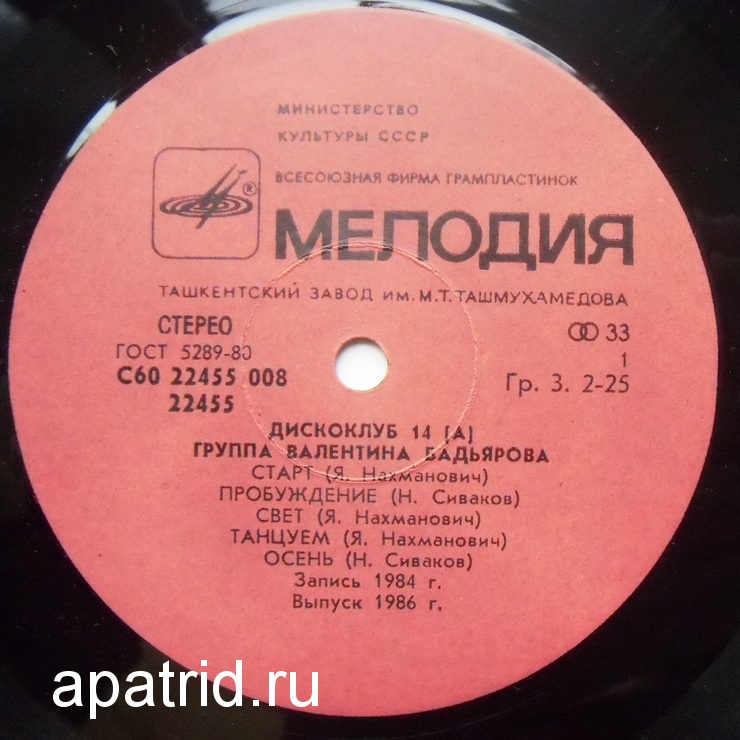 МИНИСТЕРСТВО
КУЛЬТУРЫ СССР
ВСЕСОЮЗНАЯ ФИРМА ГРАМПЛАСТИНОК
®
МЕЛОДИЯ
ТАШКЕНТСКИЙ ЗАВОД ИМ. М.Т. ТАШМУХАМЕДОВА
СТЕРЕО
33
ГОСТ 5289-80
1
С60 22455 008
Гр. 3. 2-25
22455
ДИСКОКЛУБ 14 (А)
ГРУППА ВАЛЕНТИНА БАДЬЯРОВА
СТАРТ (Я. Нахманович)
ПРОБУЖДЕНИЕ (Н. Сиваков)
СВЕТ (Я. Нахманович)
ТАНЦУЕМ (Я. Нахманович)
ОСЕНЬ (Н. Сиваков)
Запись 1984 г.
Выпуск 1986 г.
apatrid.ru